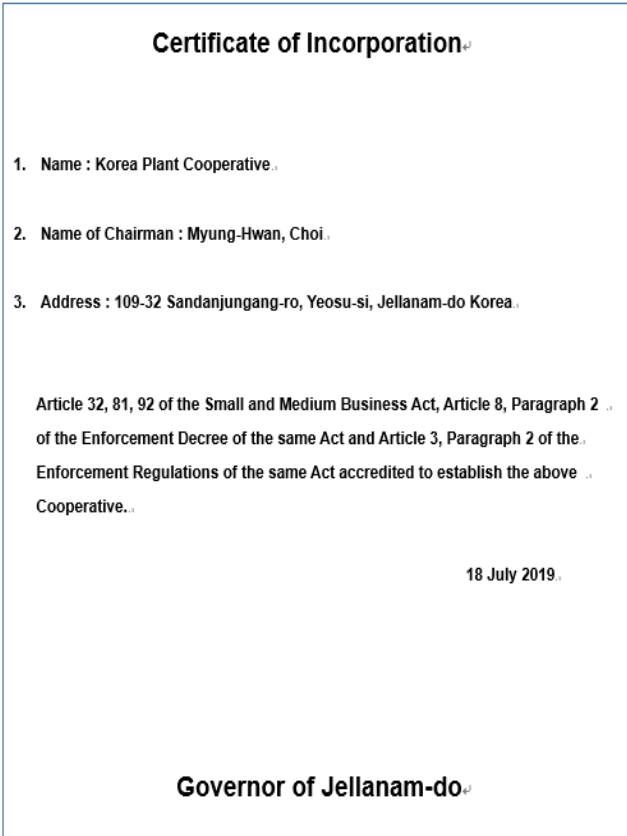 Certificate of Incorporation
1. Name : Korea Plant Cooperative
2. Name of Chairman : Myung-Hwan, Choi
3. Address : 109-32 Sandanjungang-ro, Yeosu-si, Jellanam-do Korea
Article 32, 81, 92 of the Small and Medium Business Act, Article 8, Paragraph 2
of the Enforcement Decree of the same Act and Article 3, Paragraph 2 of the
Enforcement Regulations of the same Act accredited to establish the above
Cooperative.
18 July 2019
Governor of Jellanam-do